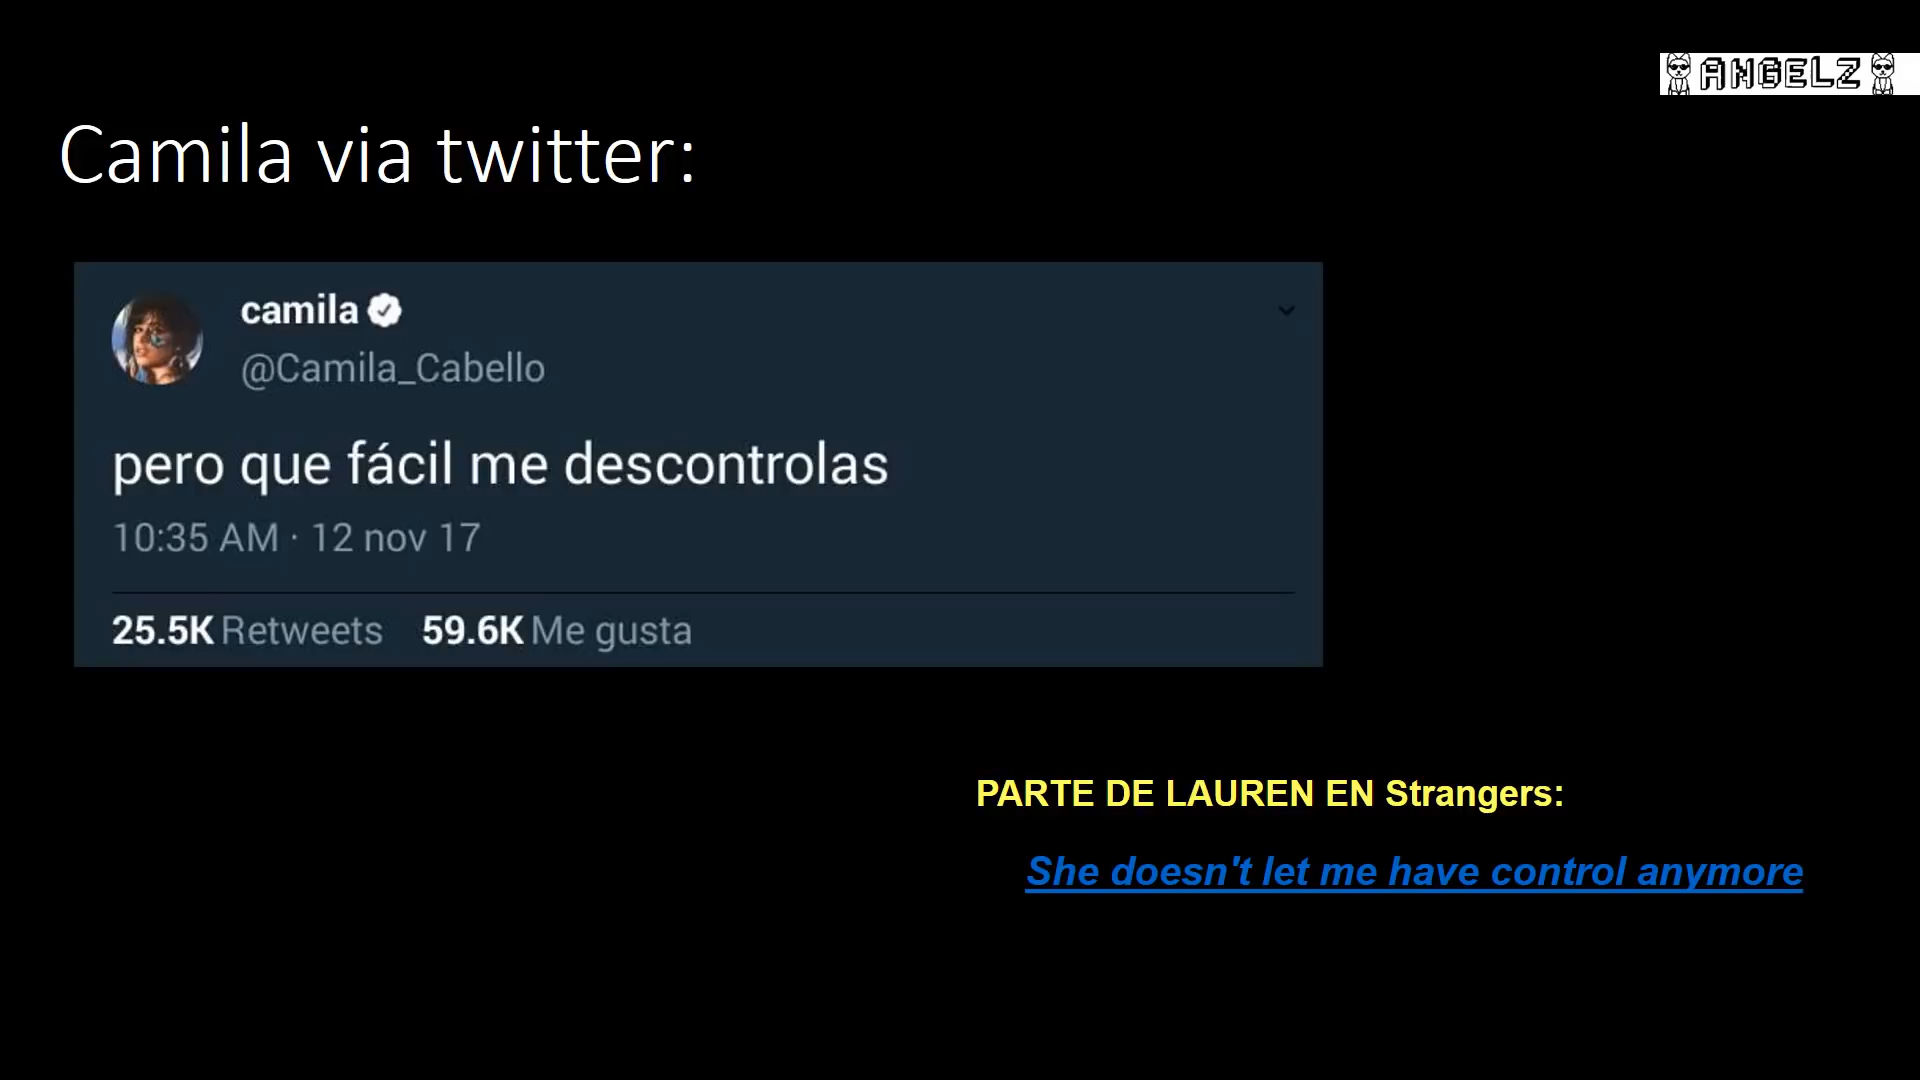 ANGELZ
Camila via twitter:
camila
@Camila_Cabello
pero que fácil me descontrolas
10:35 AM · 12 nov 17
25.5K Retweets 59.6K Me gusta
PARTE DE LAUREN EN Strangers:
She doesn't let me have control anymore